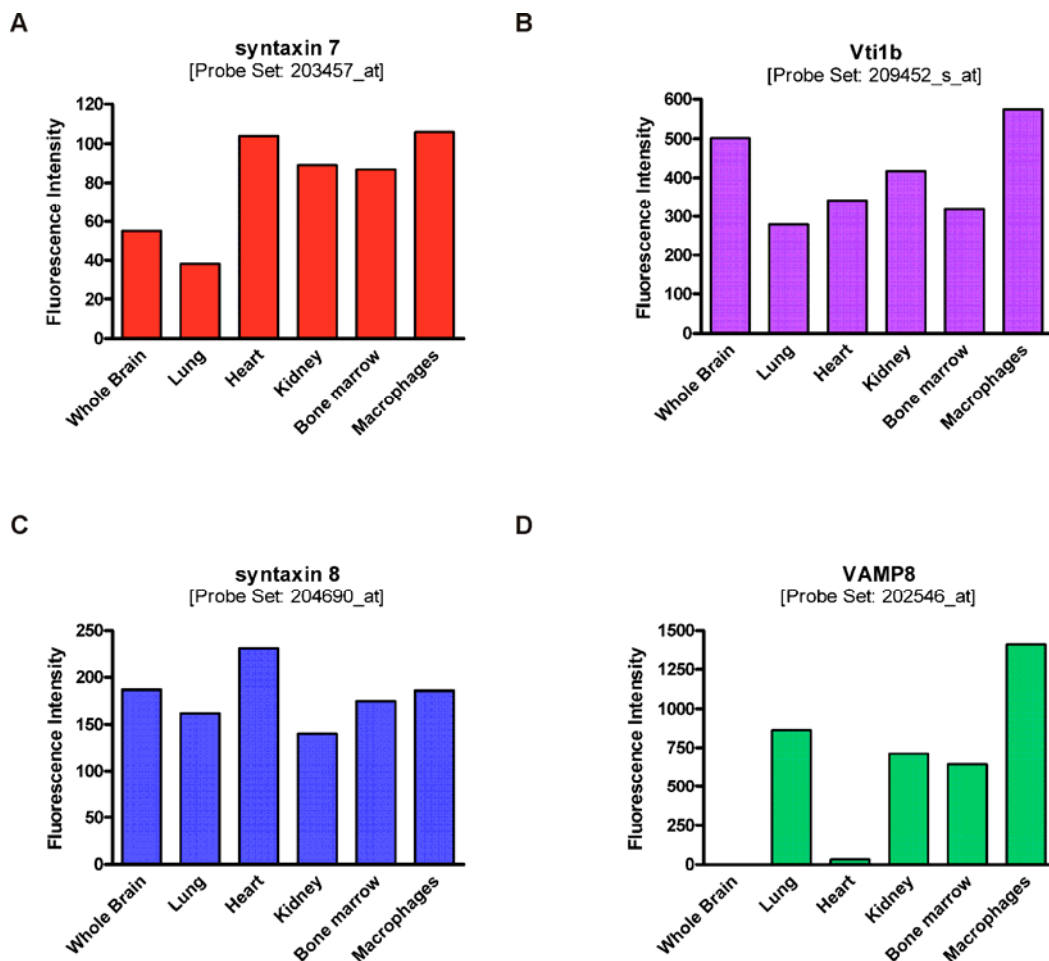 A
syntaxin 7
[Probe Set: 203457_at]
Fluorescence Intensity
120
100
80
60
40
20
0
Whole Brain
Lung
Heart
Kidney
Bone marrow
Macrophages
B
Vti1b
[Probe Set: 209452_s_at]
Fluorescence Intensity
600
500
400
300
200
100
0
Whole Brain
Lung
Heart
Kidney
Bone marrow
Macrophages
C
syntaxin 8
[Probe Set: 204690_at]
Fluorescence Intensity
250
200
150
100
50
0
Whole Brain
Lung
Heart
Kidney
Bone marrow
Macrophages
D
VAMP8
[Probe Set: 202546_at]
Fluorescence Intensity
1500
1250
1000
750
500
250
0
Whole Brain
Lung
Heart
Kidney
Bone marrow
Macrophages